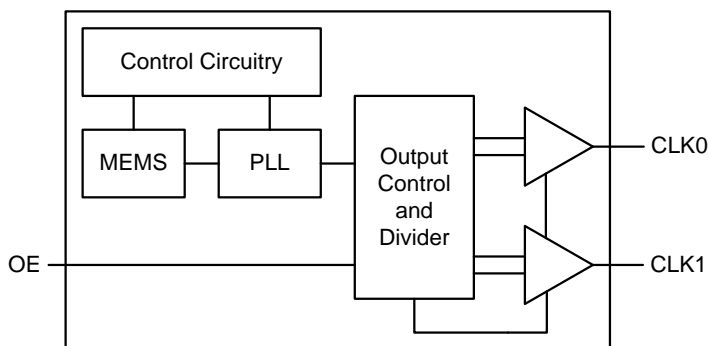 Control Circuitry
MEMS
PLL
Output
Control
and
Divider
CLK0
OE
CLK1